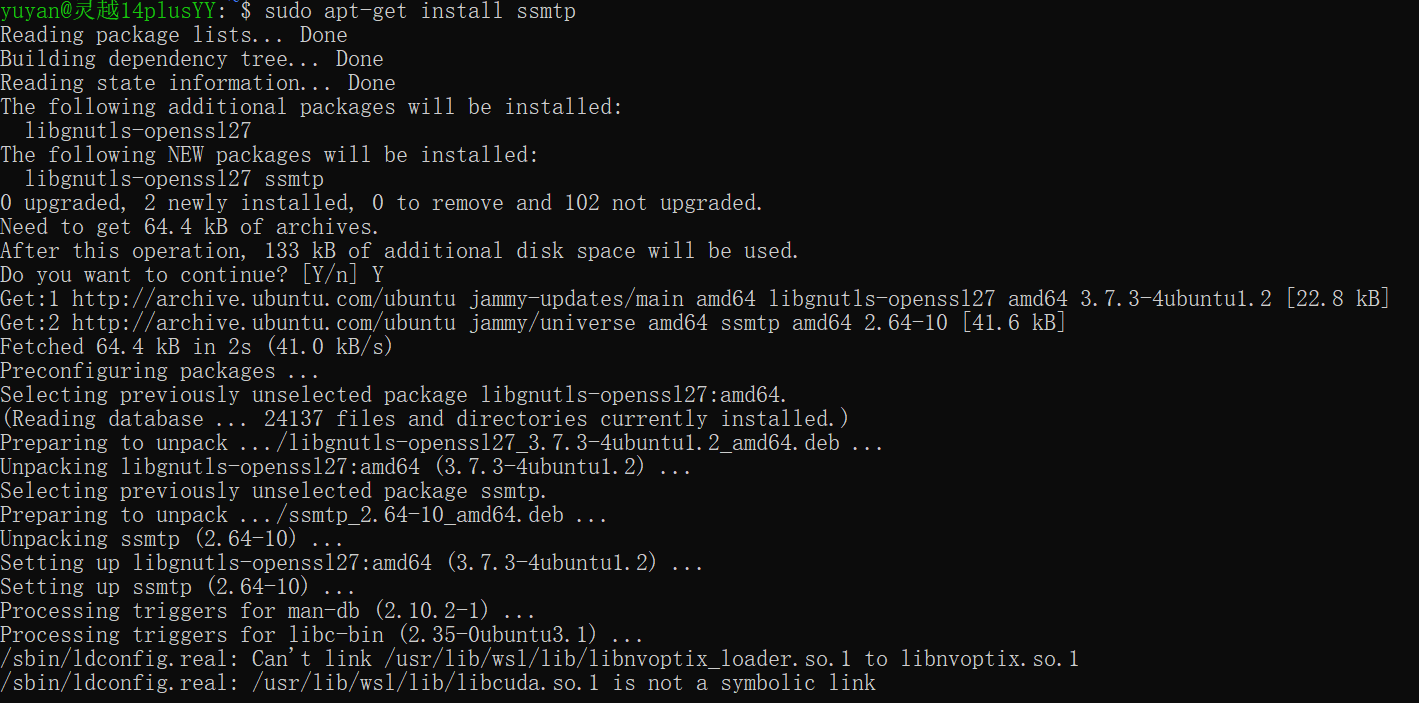 yuyan@灵越14plusYY:~$ sudo apt-get install ssmtp
Reading package lists... Done
Building dependency tree... Done
Reading state information... Done
The following additional packages will be installed:
  libgnutls-openssl27
The following NEW packages will be installed:
  libgnutls-openssl27 ssmtp
0 upgraded, 2 newly installed, 0 to remove and 102 not upgraded.
Need to get 64.4 kB of archives.
After this operation, 133 kB of additional disk space will be used.
Do you want to continue? [Y/n] Y
Get:1 http://archive.ubuntu.com/ubuntu jammy-updates/main amd64 libgnutls-openssl27 amd64 3.7.3-4ubuntu1.2 [22.8 kB]
Get:2 http://archive.ubuntu.com/ubuntu jammy/universe amd64 ssmtp amd64 2.64-10 [41.6 kB]
Fetched 64.4 kB in 2s (41.0 kB/s)
Preconfiguring packages ...
Selecting previously unselected package libgnutls-openssl27:amd64.
(Reading database ... 24137 files and directories currently installed.)
Preparing to unpack .../libgnutls-openssl27_3.7.3-4ubuntu1.2_amd64.deb ...
Unpacking libgnutls-openssl27:amd64 (3.7.3-4ubuntu1.2) ...
Selecting previously unselected package ssmtp.
Preparing to unpack .../ssmtp_2.64-10_amd64.deb ...
Unpacking ssmtp (2.64-10) ...
Setting up libgnutls-openssl27:amd64 (3.7.3-4ubuntu1.2) ...
Setting up ssmtp (2.64-10) ...
Processing triggers for man-db (2.10.2-1) ...
Processing triggers for libc-bin (2.35-0ubuntu3.1) ...
/sbin/ldconfig.real: Can't link /usr/lib/wsl/lib/libnvoptix_loader.so.1 to libnvoptix.so.1
/sbin/ldconfig.real: /usr/lib/wsl/lib/libcuda.so.1 is not a symbolic link